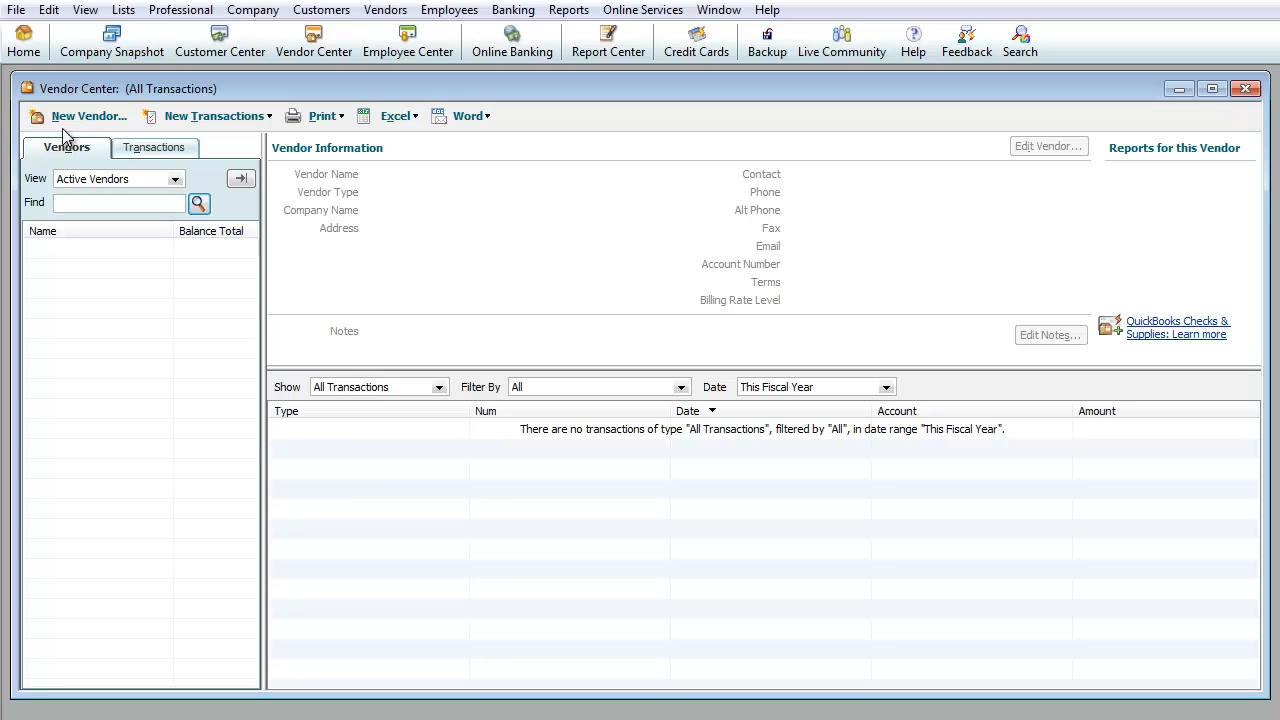 File Edit View Lists Professional Company Customers Vendors Employees Banking Reports Online Services Window Help
Home Company Snapshot Customer Center Vendor Center Employee Center Online Banking Report Center Credit Cards Backup Live Community Help Feedback Search
Vendor Center: (All Transactions)
New Vendor... New Transactions Print Excel Word
Vendors Transactions
View Active Vendors
Find
Name Balance Total
Vendor Information Edit Vendor... Reports for this Vendor
Vendor Name Contact
Vendor Type Phone
Company Name Alt Phone
Address Fax
Email
Account Number
Terms
Billing Rate Level
Notes Edit Notes...
QuickBooks Checks &
Supplies: Learn more
Show All Transactions Filter By All Date This Fiscal Year
Type Num Date Account Amount
There are no transactions of type "All Transactions", filtered by "All", in date range "This Fiscal Year".